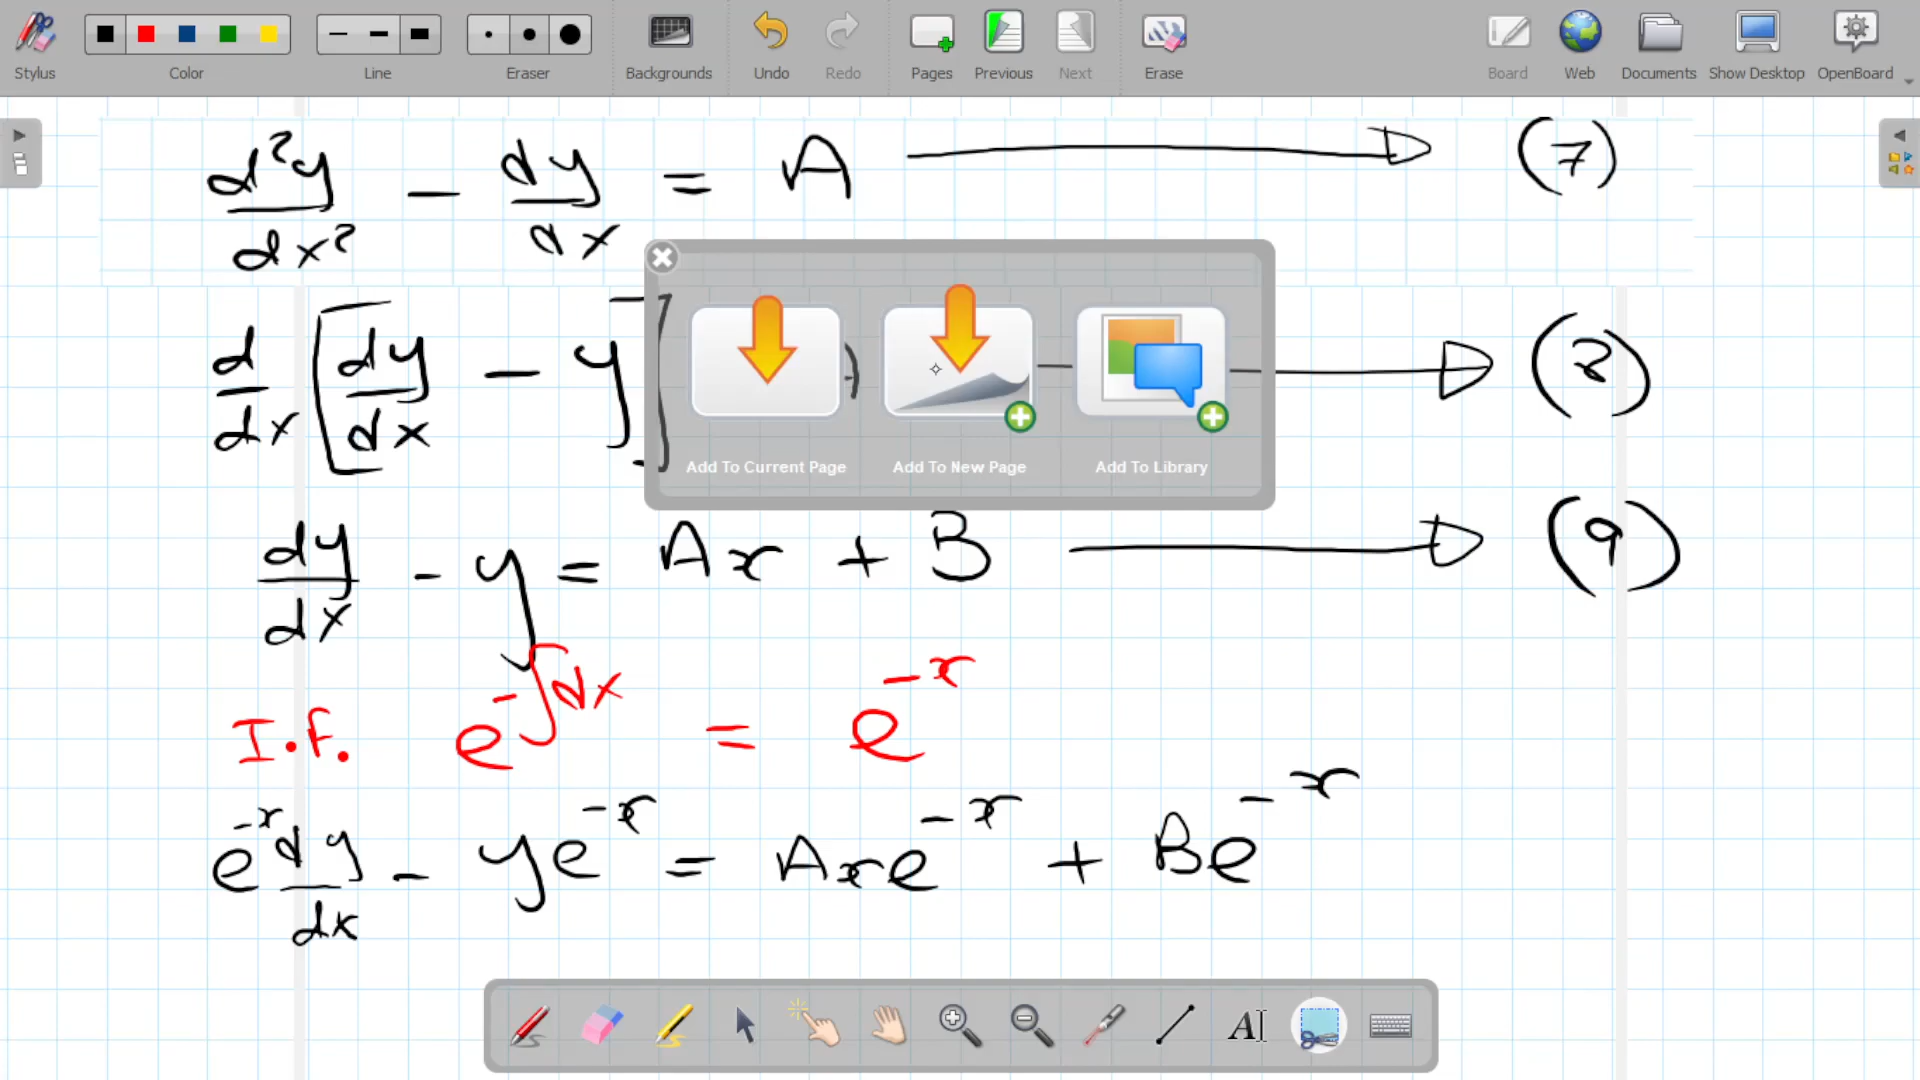 Stylus Color Line Eraser Backgrounds Undo Redo Pages Previous Next Erase Board Web Documents Show Desktop OpenBoard
d²y/dx² - dy/dx = A (7)
d/dx [dy/dx - y] (8)
Add To Current Page Add To New Page Add To Library
dy/dx - y = Ax + B (9)
I.f. e^(-∫dx) = e^(-x)
e^(-x) dy/dx - ye^(-x) = Axe^(-x) + Be^(-x)
A